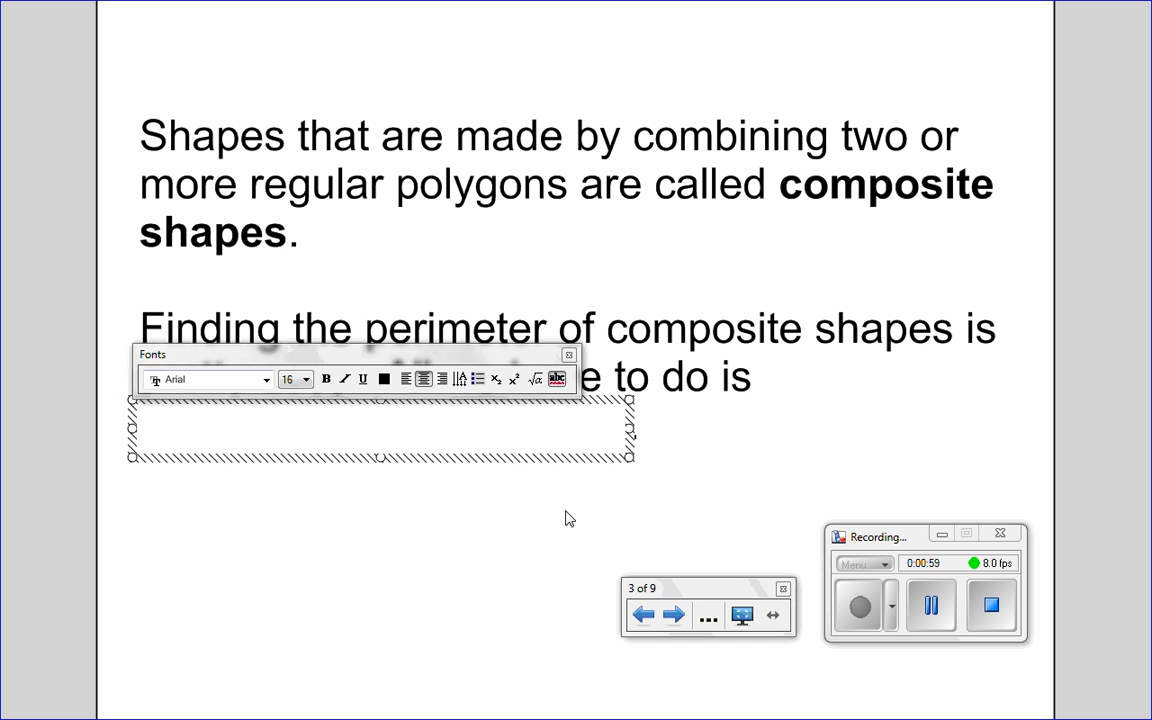 Shapes that are made by combining two or
more regular polygons are called composite
shapes.
Finding the perimeter of composite shapes is
to do is
Fonts
Arial
16
B I U
abc
3 of 9
Recording...
Menu
0:00:59
8.0 fps